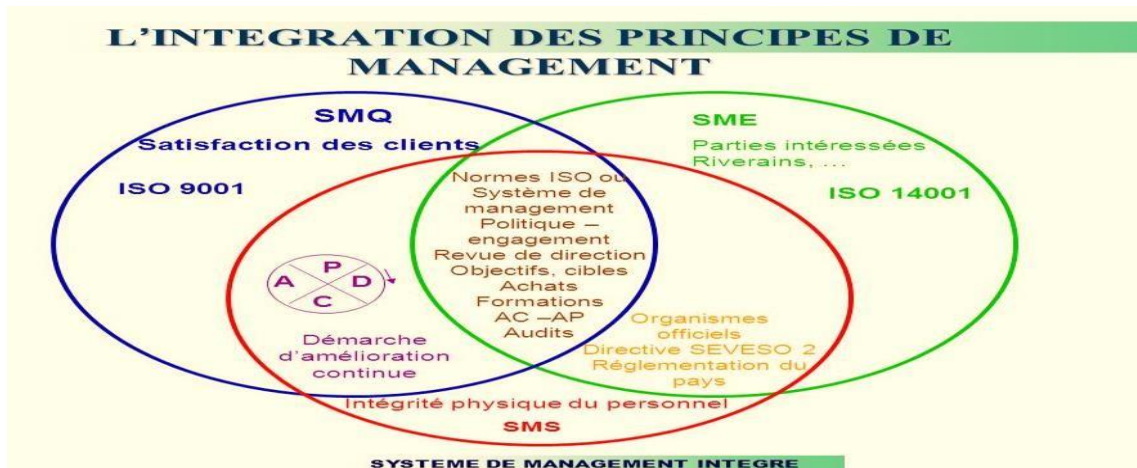 L'INTEGRATION DES PRINCIPES DE
MANAGEMENT
SMQ
Satisfaction des clients
ISO 9001
SME
Parties intéressées
Riverains, ...
ISO 14001
Normes ISO ou
Système de
management
Politique –
engagement
Revue de direction
Objectifs, cibles
Achats
Formations
AC –AP
Audits
P
A D
C
Démarche
d'amélioration
continue
Organismes
officiels
Directive SEVESO 2
Réglementation du
pays
Intégrité physique du personnel
SMS
SYSTEME DE MANAGEMENT INTEGRE